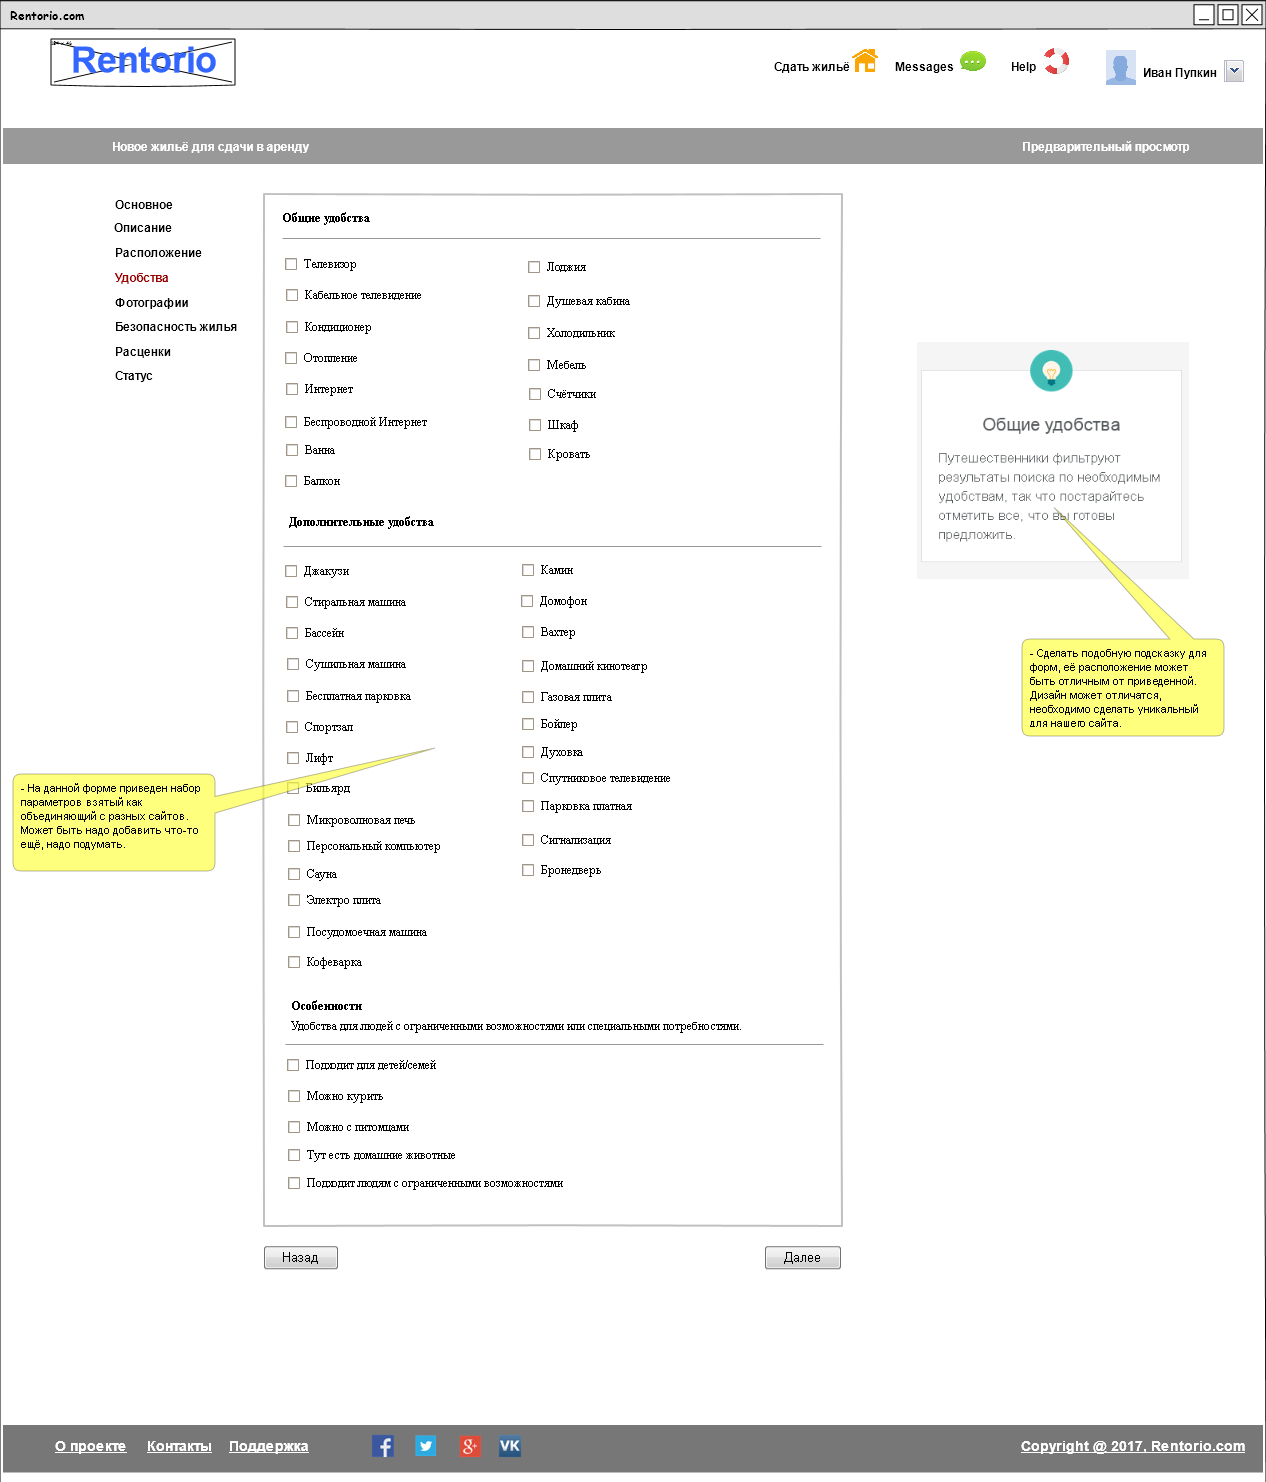 Rentorio.com
Rentorio
Сдать жильё
Messages
Help
Иван Пупкин
Новое жильё для сдачи в аренду
Предварительный просмотр
Основное
Описание
Расположение
Удобства
Фотографии
Безопасность жилья
Расценки
Статус
Общие удобства
Телевизор
Кабельное телевидение
Кондиционер
Отопление
Интернет
Беспроводной Интернет
Ванна
Балкон
Лоджия
Душевая кабина
Холодильник
Мебель
Счётчики
Шкаф
Кровать
Дополнительные удобства
Джакузи
Стиральная машина
Бассейн
Сушильная машина
Бесплатная парковка
Спортзал
Лифт
Бильярд
Микроволновая печь
Персональный компьютер
Сауна
Электро плита
Посудомоечная машина
Кофеварка
Камин
Домофон
Вахтер
Домашний кинотеатр
Газовая плита
Бойлер
Духовка
Спутниковое телевидение
Парковка платная
Сигнализация
Бронедверь
Особенности
Удобства для людей с ограниченными возможностями или специальными потребностями.
Подходит для детей/семей
Можно курить
Можно с питомцами
Тут есть домашние животные
Подходит людям с ограниченными возможностями
Назад
Далее
Общие удобства
Путешественники фильтруют
результаты поиска по необходимым
удобствам, так что постарайтесь
отметить все, что вы готовы
предложить.
- Сделать подобную подсказку для
форм, её расположение может
быть отличным от приведенной.
Дизайн может отличатся,
необходимо сделать уникальный
для нашего сайта.
- На данной форме приведен набор
параметров взятый как
объединяющий с разных сайтов.
Может быть надо добавить что-то
ещё, надо подумать.
О проекте
Контакты
Поддержка
f
g+
VK
Copyright @ 2017, Rentorio.com